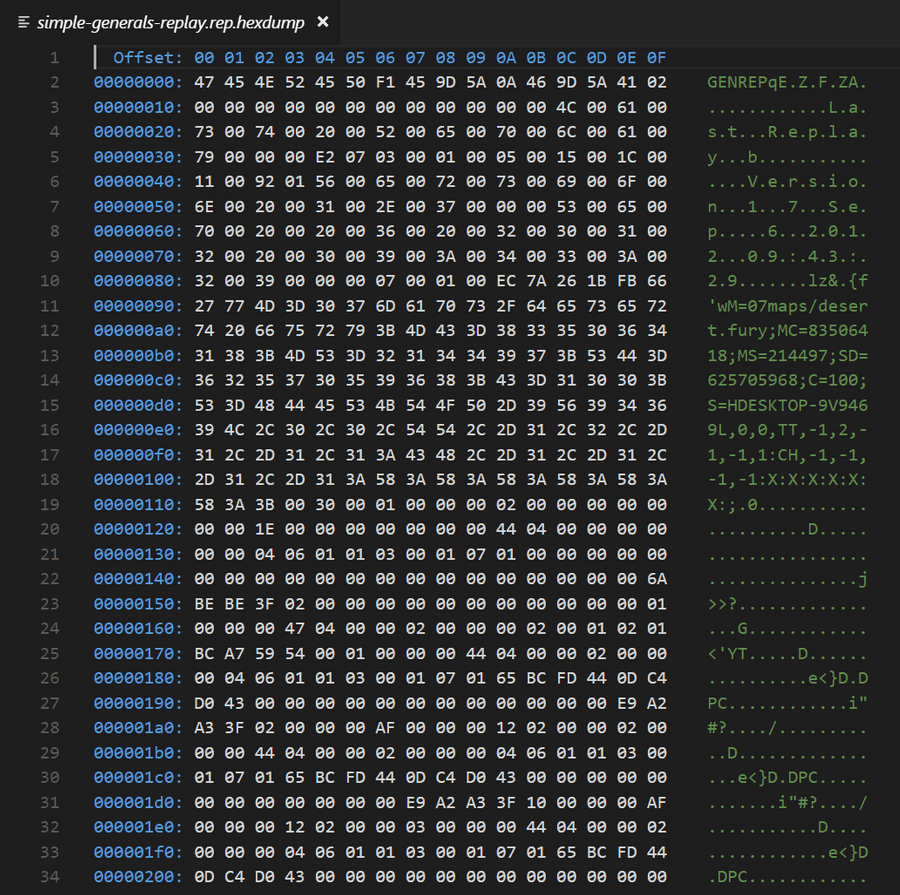 simple-generals-replay.rep.hexdump ×
1 Offset: 00 01 02 03 04 05 06 07 08 09 0A 0B 0C 0D 0E 0F
2 00000000: 47 45 4E 52 45 50 F1 45 9D 5A 0A 46 9D 5A 41 02 GENREPqE.Z.F.ZA.
3 00000010: 00 00 00 00 00 00 00 00 00 00 00 00 4C 00 61 00 ............L.a.
4 00000020: 73 00 74 00 20 00 52 00 65 00 70 00 6C 00 61 00 s.t...R.e.p.l.a.
5 00000030: 79 00 00 00 E2 07 03 00 01 00 05 00 15 00 1C 00 y...b...........
6 00000040: 11 00 92 01 56 00 65 00 72 00 73 00 69 00 6F 00 ....V.e.r.s.i.o.
7 00000050: 6E 00 20 00 31 00 2E 00 37 00 00 00 53 00 65 00 n...1...7...S.e.
8 00000060: 70 00 20 00 20 00 36 00 20 00 32 00 30 00 31 00 p.....6...2.0.1.
9 00000070: 32 00 20 00 30 00 39 00 3A 00 34 00 33 00 3A 00 2...0.9.:.4.3.:.
10 00000080: 32 00 39 00 00 00 07 00 01 00 EC 7A 26 1B FB 66 2.9.......lz&.{f
11 00000090: 27 77 4D 3D 30 37 6D 61 70 73 2F 64 65 73 65 72 'wM=07maps/deser
12 000000a0: 74 20 66 75 72 79 3B 4D 43 3D 38 33 35 30 36 34 t.fury;MC=835064
13 000000b0: 31 38 3B 4D 53 3D 32 31 34 34 39 37 3B 53 44 3D 18;MS=214497;SD=
14 000000c0: 36 32 35 37 30 35 39 36 38 3B 43 3D 31 30 30 3B 625705968;C=100;
15 000000d0: 53 3D 48 44 45 53 4B 54 4F 50 2D 39 56 39 34 36 S=HDESKTOP-9V946
16 000000e0: 39 4C 2C 30 2C 30 2C 54 54 2C 2D 31 2C 32 2C 2D 9L,0,0,TT,-1,2,-
17 000000f0: 31 2C 2D 31 2C 31 3A 43 48 2C 2D 31 2C 2D 31 2C 1,-1,1:CH,-1,-1,
18 00000100: 2D 31 2C 2D 31 3A 58 3A 58 3A 58 3A 58 3A 58 3A -1,-1:X:X:X:X:X:
19 00000110: 58 3A 3B 00 30 00 01 00 00 00 02 00 00 00 00 00 X:;.0...........
20 00000120: 00 00 1E 00 00 00 00 00 00 00 44 04 00 00 00 00 ..........D.....
21 00000130: 00 00 04 06 01 01 03 00 01 07 01 00 00 00 00 00 ................
22 00000140: 00 00 00 00 00 00 00 00 00 00 00 00 00 00 00 6A ...............j
23 00000150: BE BE 3F 02 00 00 00 00 00 00 00 00 00 00 00 01 >>?.............
24 00000160: 00 00 00 47 04 00 00 02 00 00 00 02 00 01 02 01 ...G............
25 00000170: BC A7 59 54 00 01 00 00 00 44 04 00 00 02 00 00 <'YT.....D......
26 00000180: 00 04 06 01 01 03 00 01 07 01 65 BC FD 44 0D C4 ..........e<}D.D
27 00000190: D0 43 00 00 00 00 00 00 00 00 00 00 00 00 E9 A2 PC............i"
28 000001a0: A3 3F 02 00 00 00 AF 00 00 00 12 02 00 00 02 00 #?..../.........
29 000001b0: 00 00 44 04 00 00 02 00 00 00 04 06 01 01 03 00 ..D.............
30 000001c0: 01 07 01 65 BC FD 44 0D C4 D0 43 00 00 00 00 00 ...e<}D.DPC.....
31 000001d0: 00 00 00 00 00 00 00 E9 A2 A3 3F 10 00 00 00 AF .......i"#?..../
32 000001e0: 00 00 00 12 02 00 00 03 00 00 00 44 04 00 00 02 ...........D....
33 000001f0: 00 00 00 04 06 01 01 03 00 01 07 01 65 BC FD 44 ............e<}D
34 00000200: 0D C4 D0 43 00 00 00 00 00 00 00 00 00 00 00 00 .DPC............